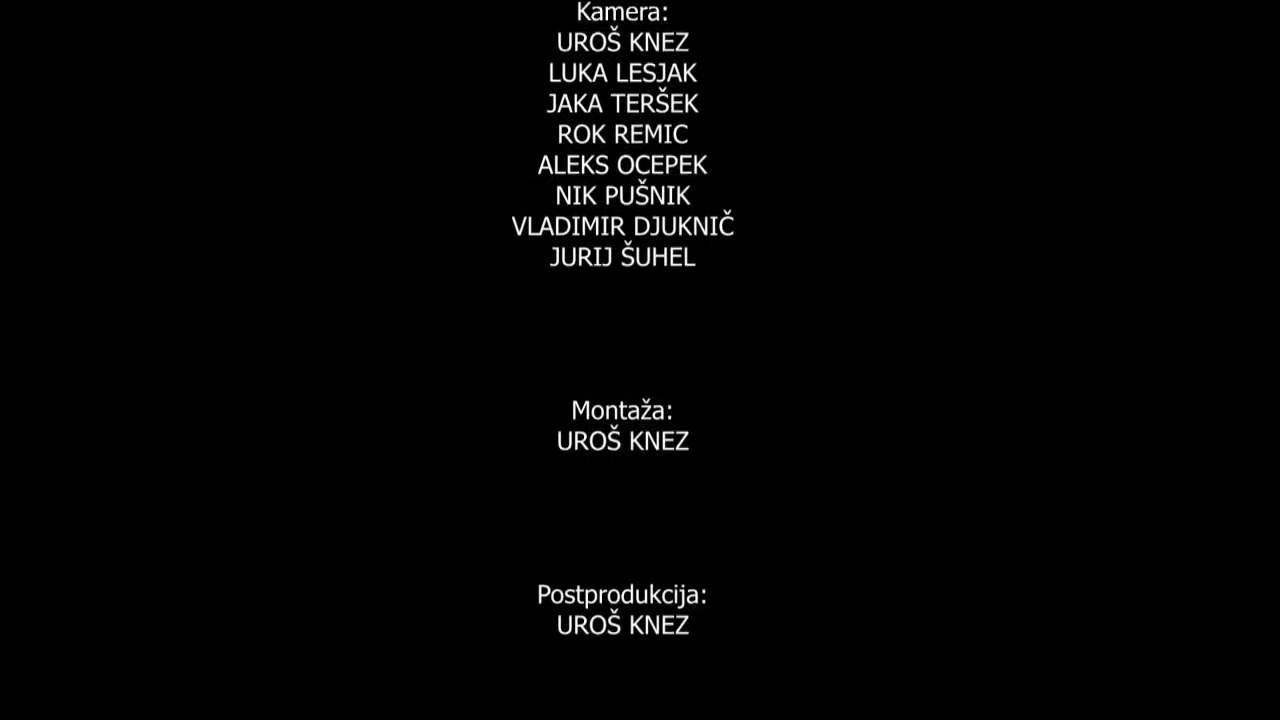 Kamera:
UROŠ KNEZ
LUKA LESJAK
JAKA TERŠEK
ROK REMIC
ALEKS OCEPEK
NIK PUŠNIK
VLADIMIR DJUKNIČ
JURIJ ŠUHEL
Montaža:
UROŠ KNEZ
Postprodukcija:
UROŠ KNEZ